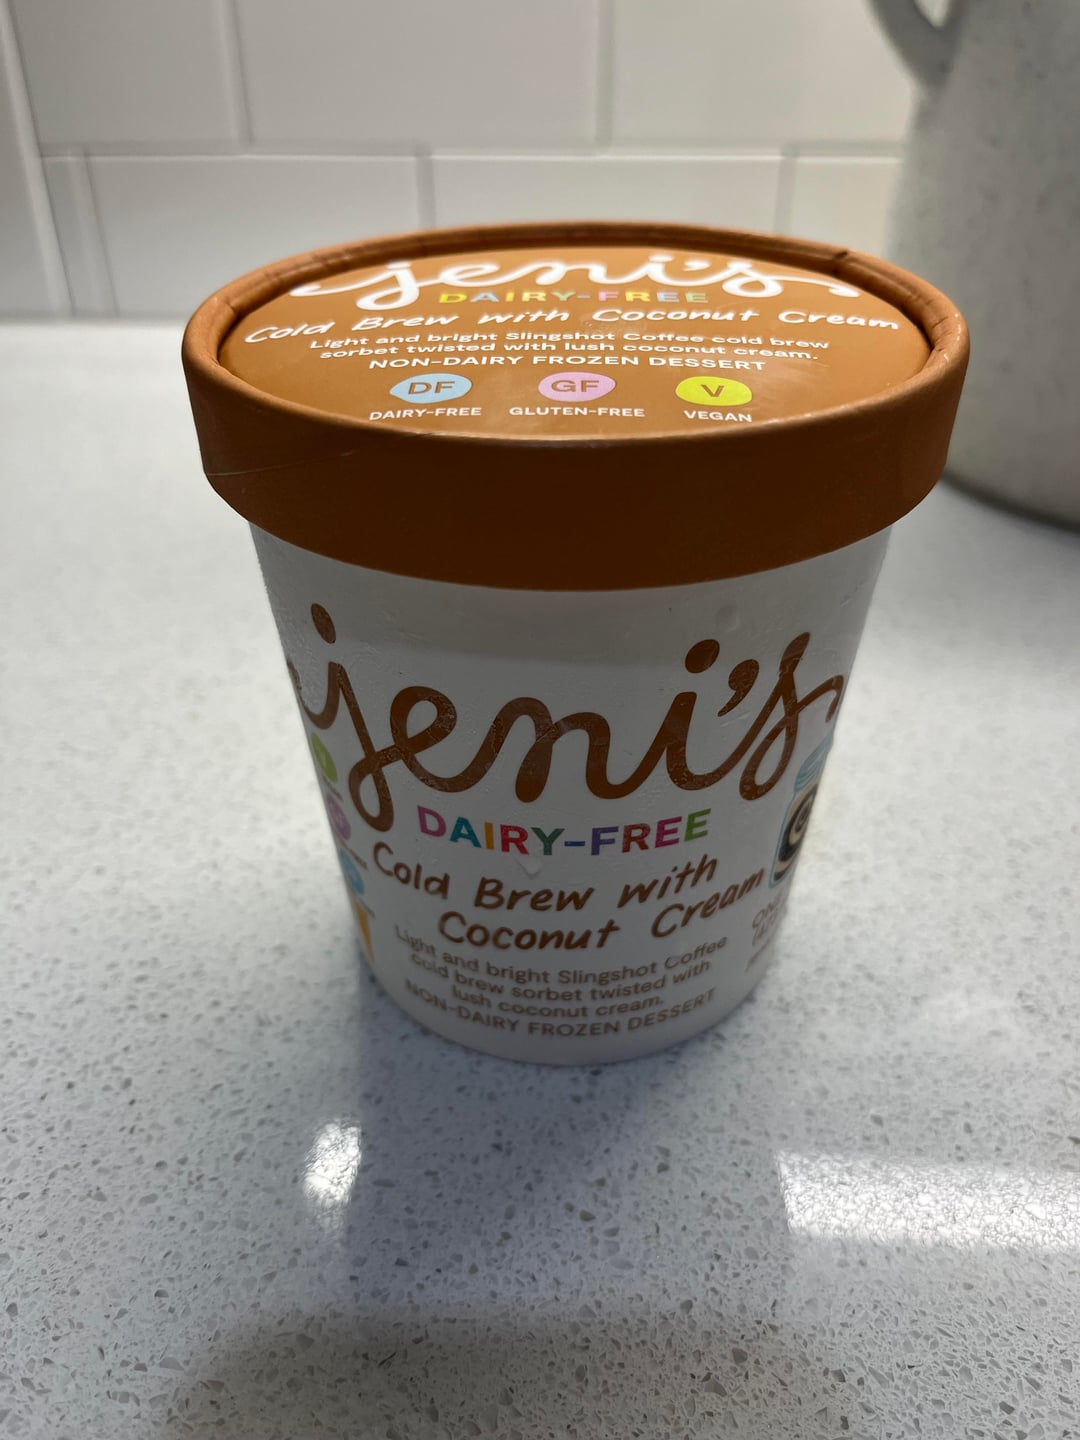 jeni's
DAIRY-FREE
Cold Brew with Coconut Cream
Light and bright Slingshot Coffee cold brew
sorbet twisted with lush coconut cream.
NON-DAIRY FROZEN DESSERT
DF GF V
DAIRY-FREE GLUTEN-FREE VEGAN
jeni's
DAIRY-FREE
Cold Brew with
Coconut Cream
Light and bright Slingshot Coffee
cold brew sorbet twisted with
lush coconut cream.
NON-DAIRY FROZEN DESSERT